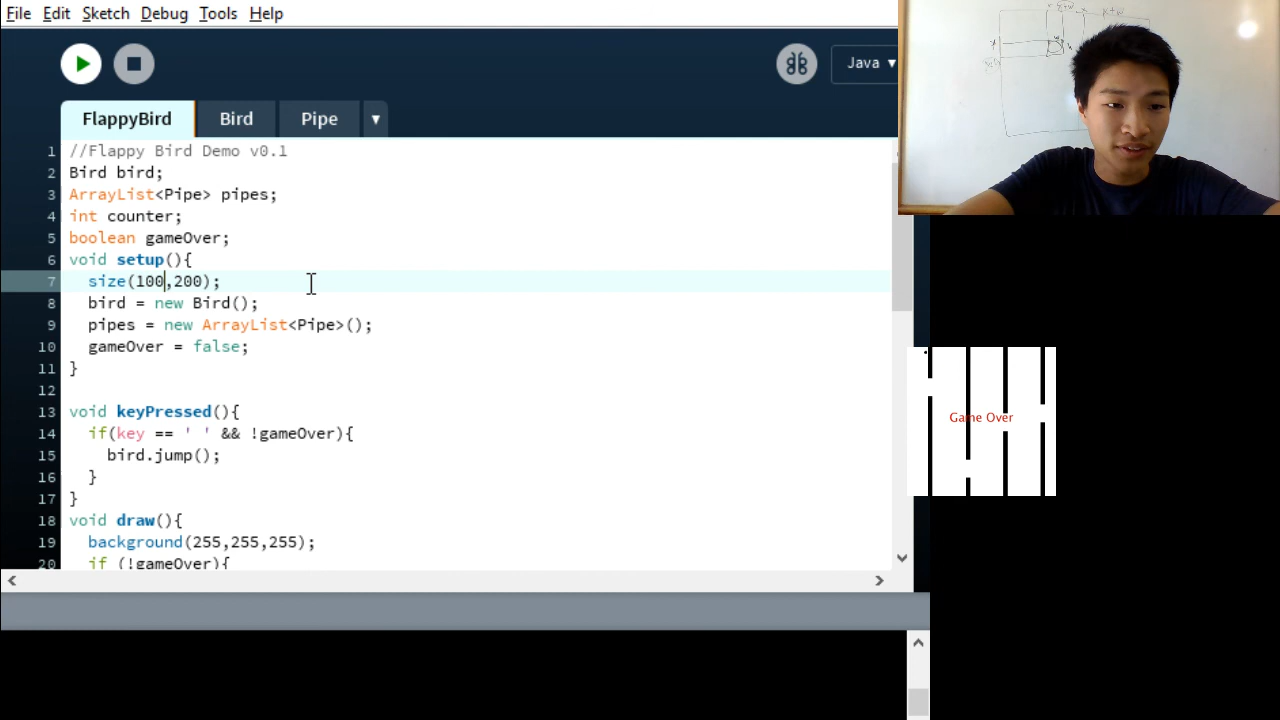 File Edit Sketch Debug Tools Help
Java ▾
FlappyBird Bird Pipe ▾
1 //Flappy Bird Demo v0.1
2 Bird bird;
3 ArrayList<Pipe> pipes;
4 int counter;
5 boolean gameOver;
6 void setup(){
7 size(100,200);
8 bird = new Bird();
9 pipes = new ArrayList<Pipe>();
10 gameOver = false;
11 }
12
13 void keyPressed(){
14 if(key == ' ' && !gameOver){
15 bird.jump();
16 }
17 }
18 void draw(){
19 background(255,255,255);
20 if (!gameOver){
Game Over